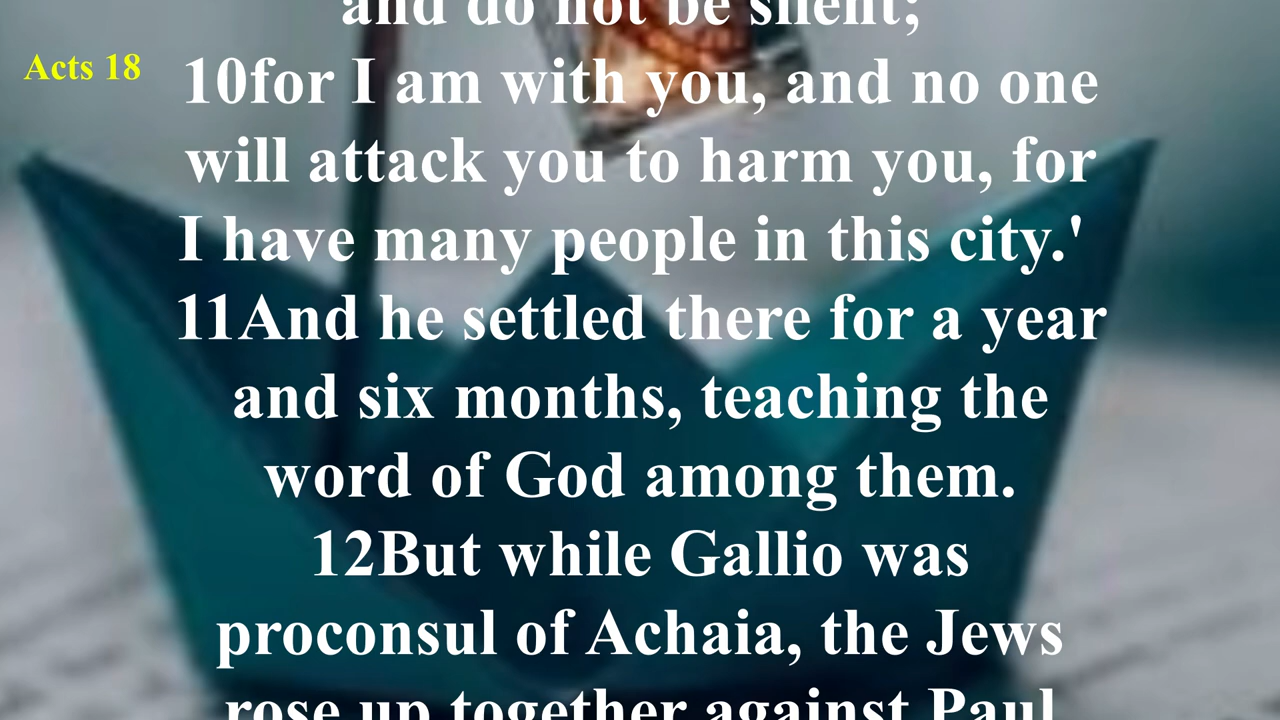 and do not be silent;
Acts 18
10for I am with you, and no one
will attack you to harm you, for
I have many people in this city.'
11And he settled there for a year
and six months, teaching the
word of God among them.
12But while Gallio was
proconsul of Achaia, the Jews
rose up together against Paul